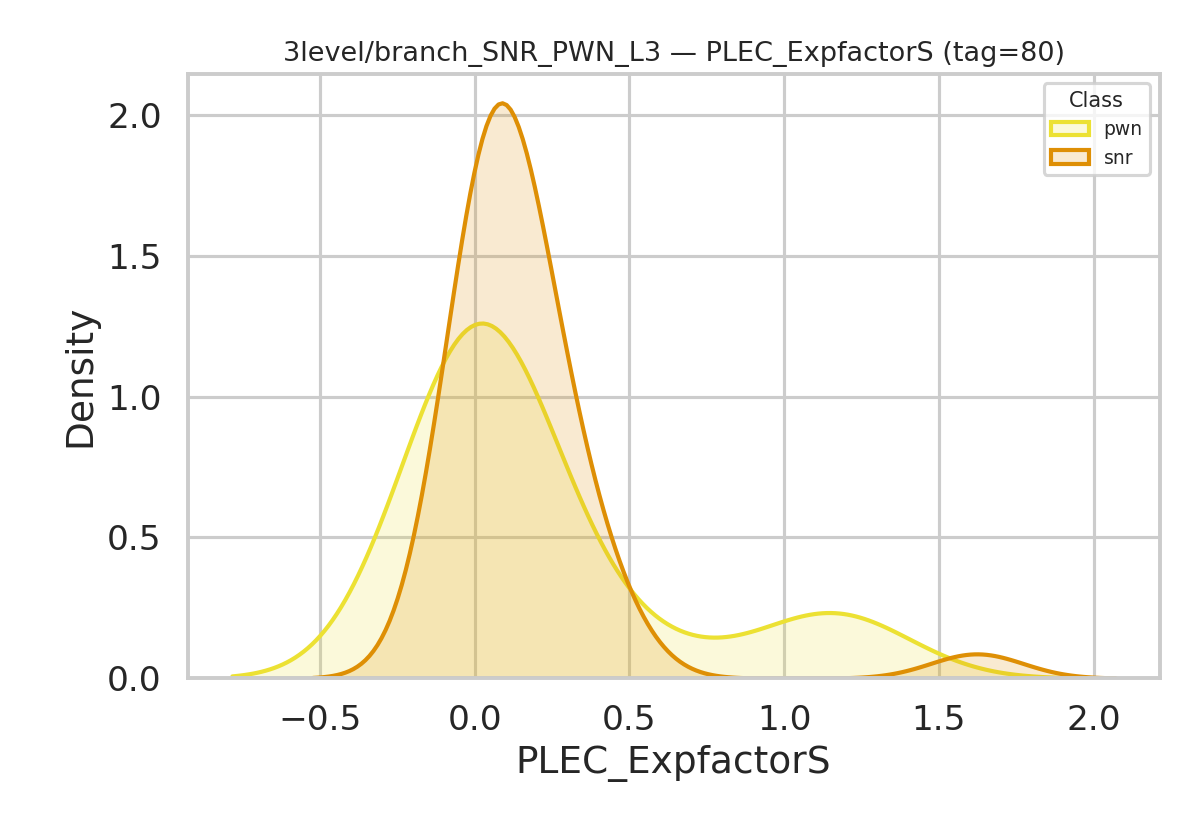 3level/branch_SNR_PWN_L3 — PLEC_ExpfactorS (tag=80)
Class
pwn
snr
2.0
1.5
1.0
0.5
0.0
Density
−0.5 0.0 0.5 1.0 1.5 2.0
PLEC_ExpfactorS